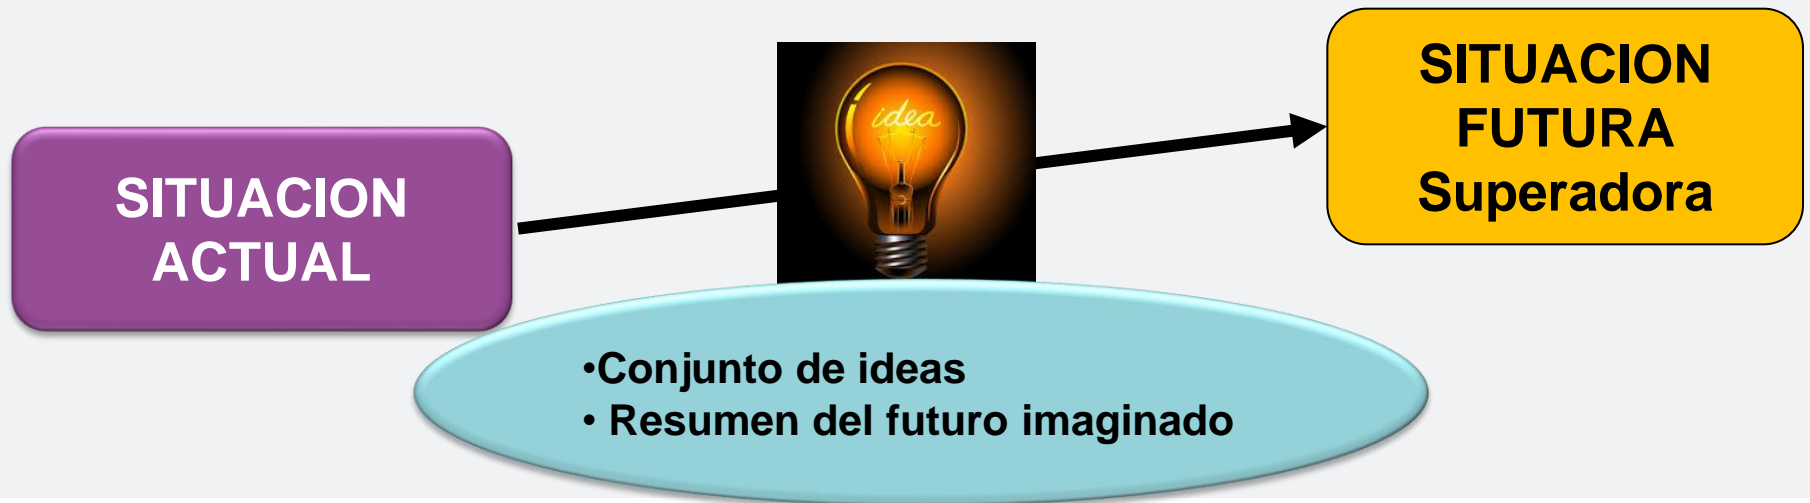 SITUACION
ACTUAL
idea
SITUACION
FUTURA
Superadora
•Conjunto de ideas
• Resumen del futuro imaginado